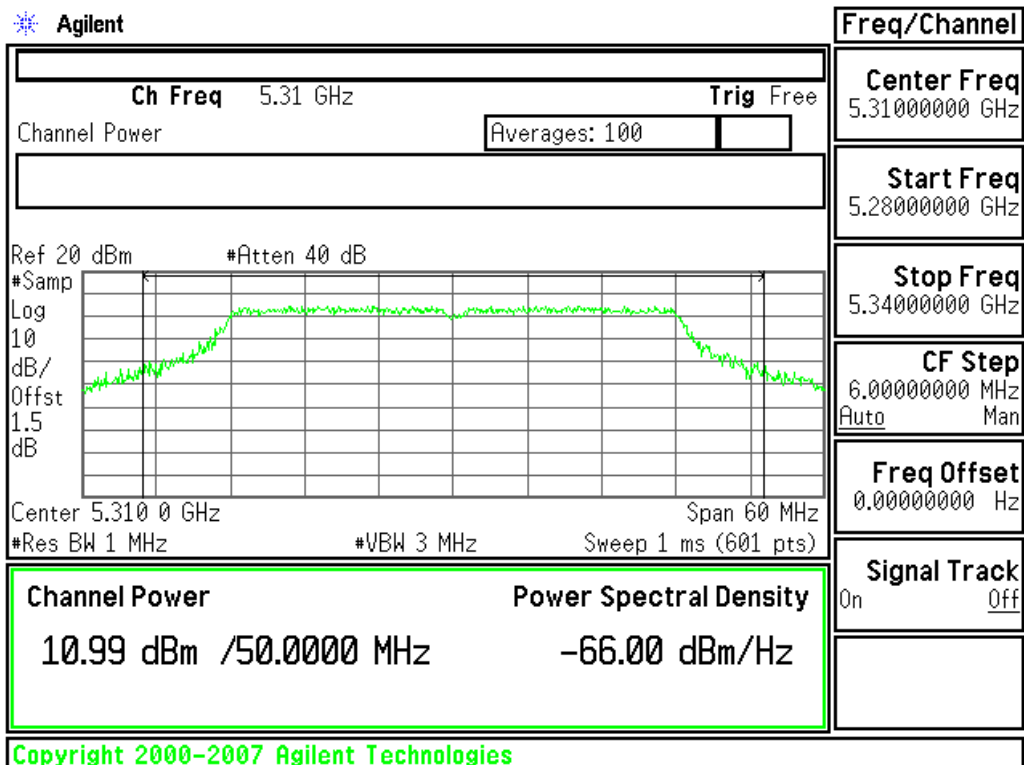 Agilent
Freq/Channel
Ch Freq 5.31 GHz Trig Free
Channel Power Averages: 100
Center Freq
5.31000000 GHz
Start Freq
5.28000000 GHz
Stop Freq
5.34000000 GHz
CF Step
6.00000000 MHz
Auto Man
Freq Offset
0.00000000 Hz
Signal Track
On Off
Ref 20 dBm #Atten 40 dB
#Samp
Log
10
dB/
Offst
1.5
dB
Center 5.310 0 GHz Span 60 MHz
#Res BW 1 MHz #VBW 3 MHz Sweep 1 ms (601 pts)
Channel Power Power Spectral Density
10.99 dBm /50.0000 MHz -66.00 dBm/Hz
Copyright 2000-2007 Agilent Technologies